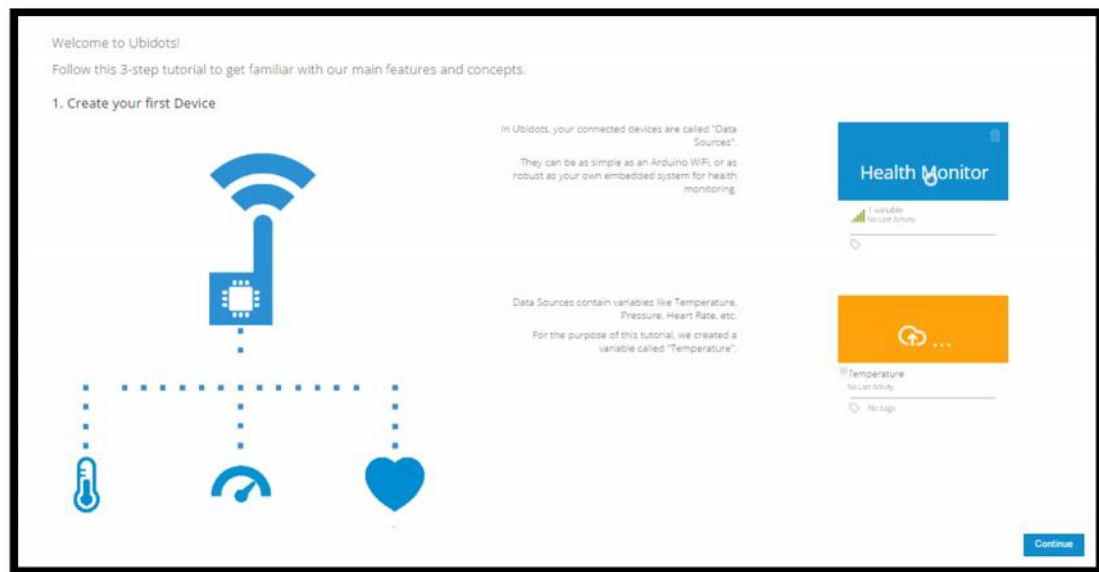 Welcome to Ubidots!
Follow this 3-step tutorial to get familiar with our main features and concepts.
1. Create your first Device
In Ubidots, your connected devices are called "Data
Sources".
They can be as simple as an Arduino WiFi, or as
robust as your own embedded system for health
monitoring.
Health Monitor
1 variable
No Last Activity
Data Sources contain variables like Temperature,
Pressure, Heart Rate, etc.
For the purpose of this tutorial, we created a
variable called "Temperature".
...
Temperature
No Last Activity
No tags
Continue